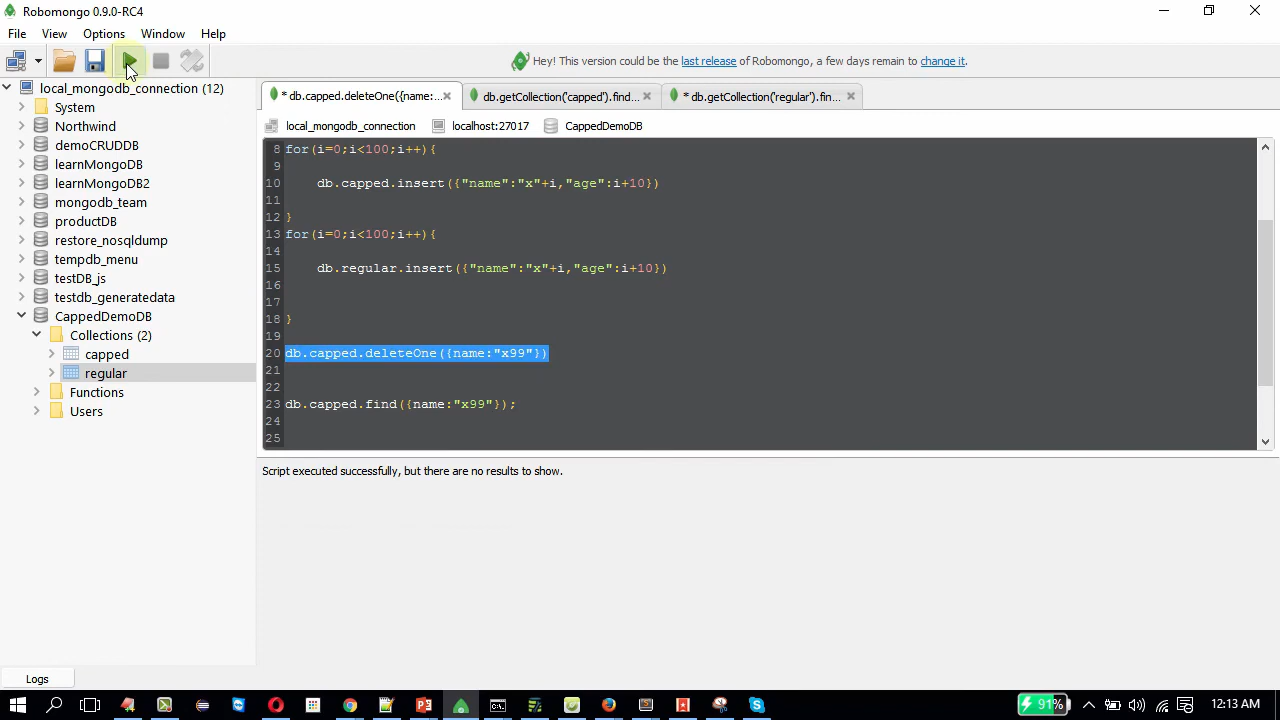 Robomongo 0.9.0-RC4
File View Options Window Help
Hey! This version could be the last release of Robomongo, a few days remain to change it.
local_mongodb_connection (12)
System
Northwind
demoCRUDDB
learnMongoDB
learnMongoDB2
mongodb_team
productDB
restore_nosqldump
tempdb_menu
testDB_js
testdb_generatedata
CappedDemoDB
Collections (2)
capped
regular
Functions
Users
* db.capped.deleteOne({name:... db.getCollection('capped').find... * db.getCollection('regular').fin...
local_mongodb_connection localhost:27017 CappedDemoDB
8 for(i=0;i<100;i++){
9
10 db.capped.insert({"name":"x"+i,"age":i+10})
11
12 }
13 for(i=0;i<100;i++){
14
15 db.regular.insert({"name":"x"+i,"age":i+10})
16
17
18 }
19
20 db.capped.deleteOne({name:"x99"})
21
22
23 db.capped.find({name:"x99"});
24
25
Script executed successfully, but there are no results to show.
Logs
91%
12:13 AM